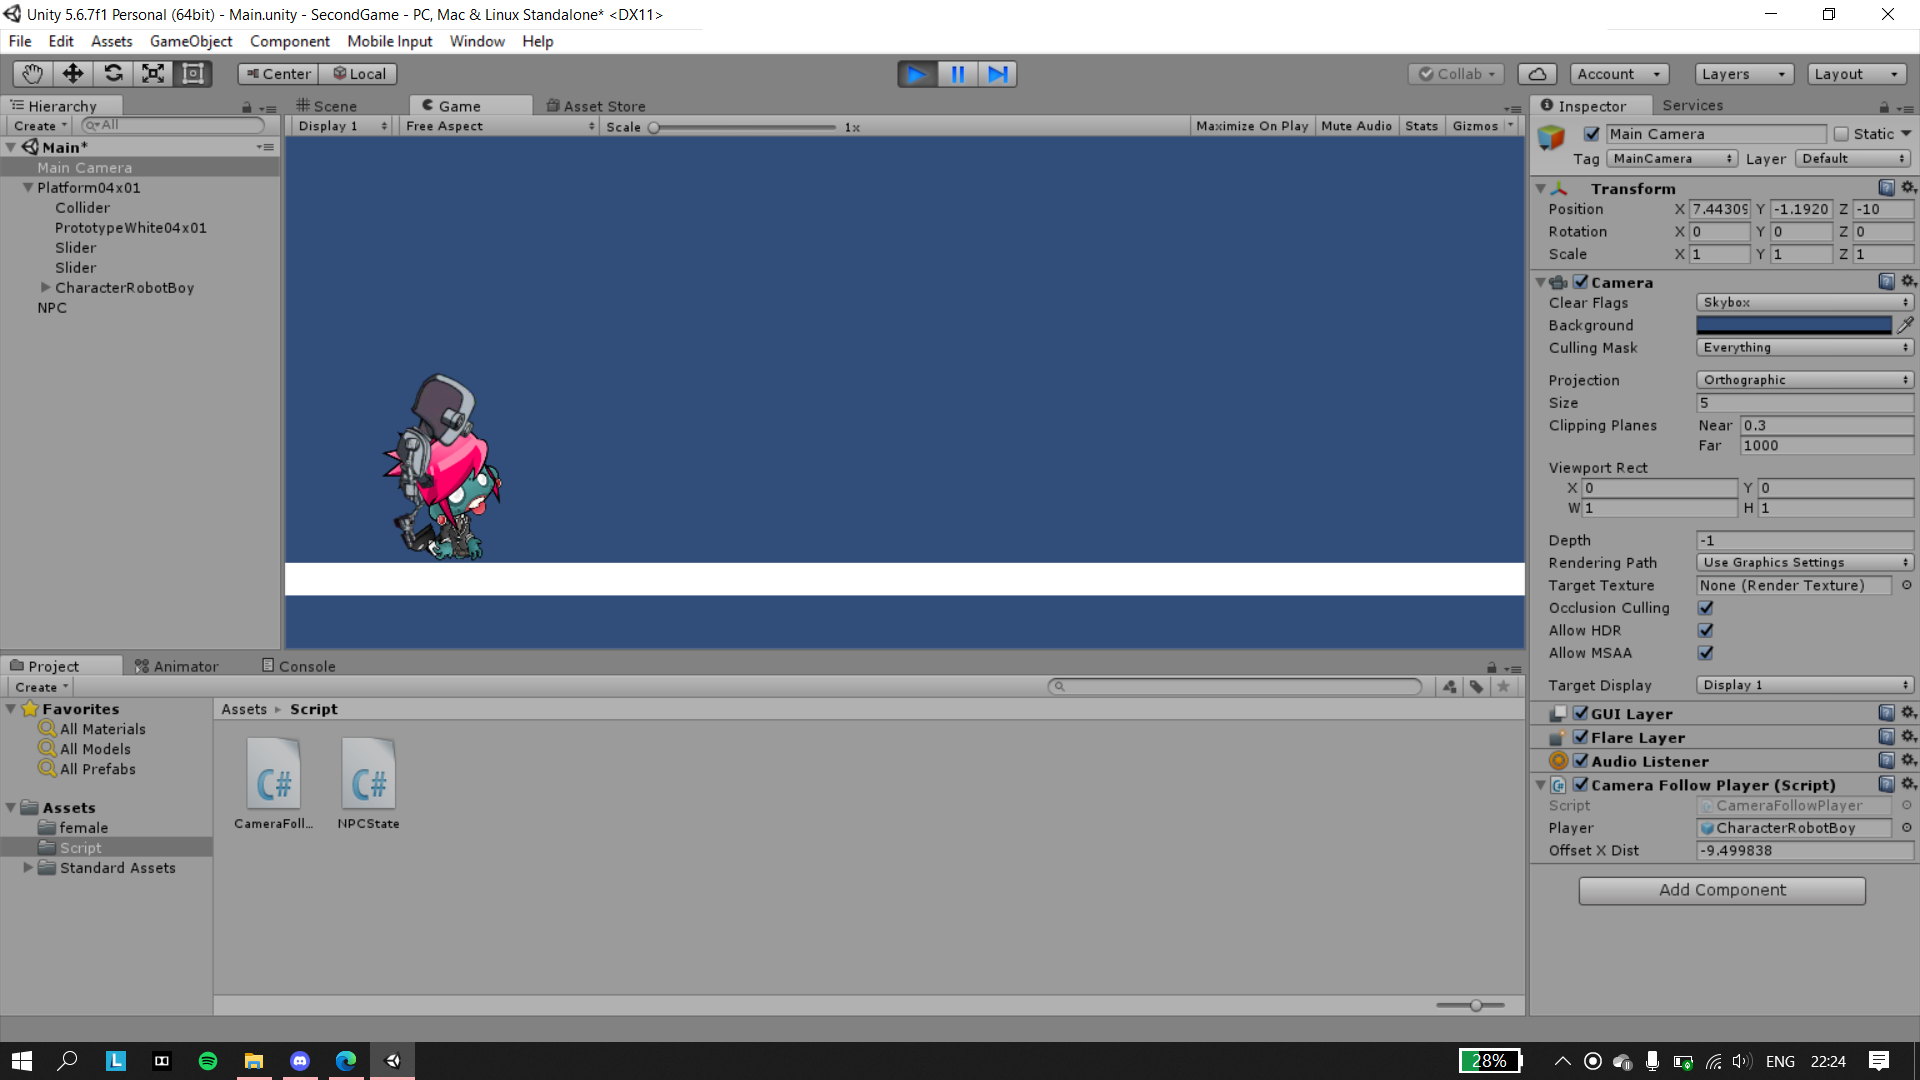 Unity 5.6.7f1 Personal (64bit) - Main.unity - SecondGame - PC, Mac & Linux Standalone* <DX11>
File Edit Assets GameObject Component Mobile Input Window Help
Center Local Collab Account Layers Layout
Hierarchy Scene Game Asset Store Inspector Services
Create All Display 1 Free Aspect Scale 1x Maximize On Play Mute Audio Stats Gizmos
Main*
Main Camera
Platform04x01
Collider
PrototypeWhite04x01
Slider
Slider
CharacterRobotBoy
NPC
Main Camera Static
Tag MainCamera Layer Default
Transform
Position X 7.44309 Y -1.1920 Z -10
Rotation X 0 Y 0 Z 0
Scale X 1 Y 1 Z 1
Camera
Clear Flags Skybox
Background
Culling Mask Everything
Projection Orthographic
Size 5
Clipping Planes Near 0.3
Far 1000
Viewport Rect
X 0 Y 0
W 1 H 1
Depth -1
Rendering Path Use Graphics Settings
Target Texture None (Render Texture)
Occlusion Culling
Allow HDR
Allow MSAA
Target Display Display 1
GUI Layer
Flare Layer
Audio Listener
Camera Follow Player (Script)
Script CameraFollowPlayer
Player CharacterRobotBoy
Offset X Dist -9.499838
Add Component
Project Animator Console
Create
Favorites
All Materials
All Models
All Prefabs
Assets
female
Script
Standard Assets
Assets Script
C# C#
CameraFoll... NPCState
L
28% ENG 22:24